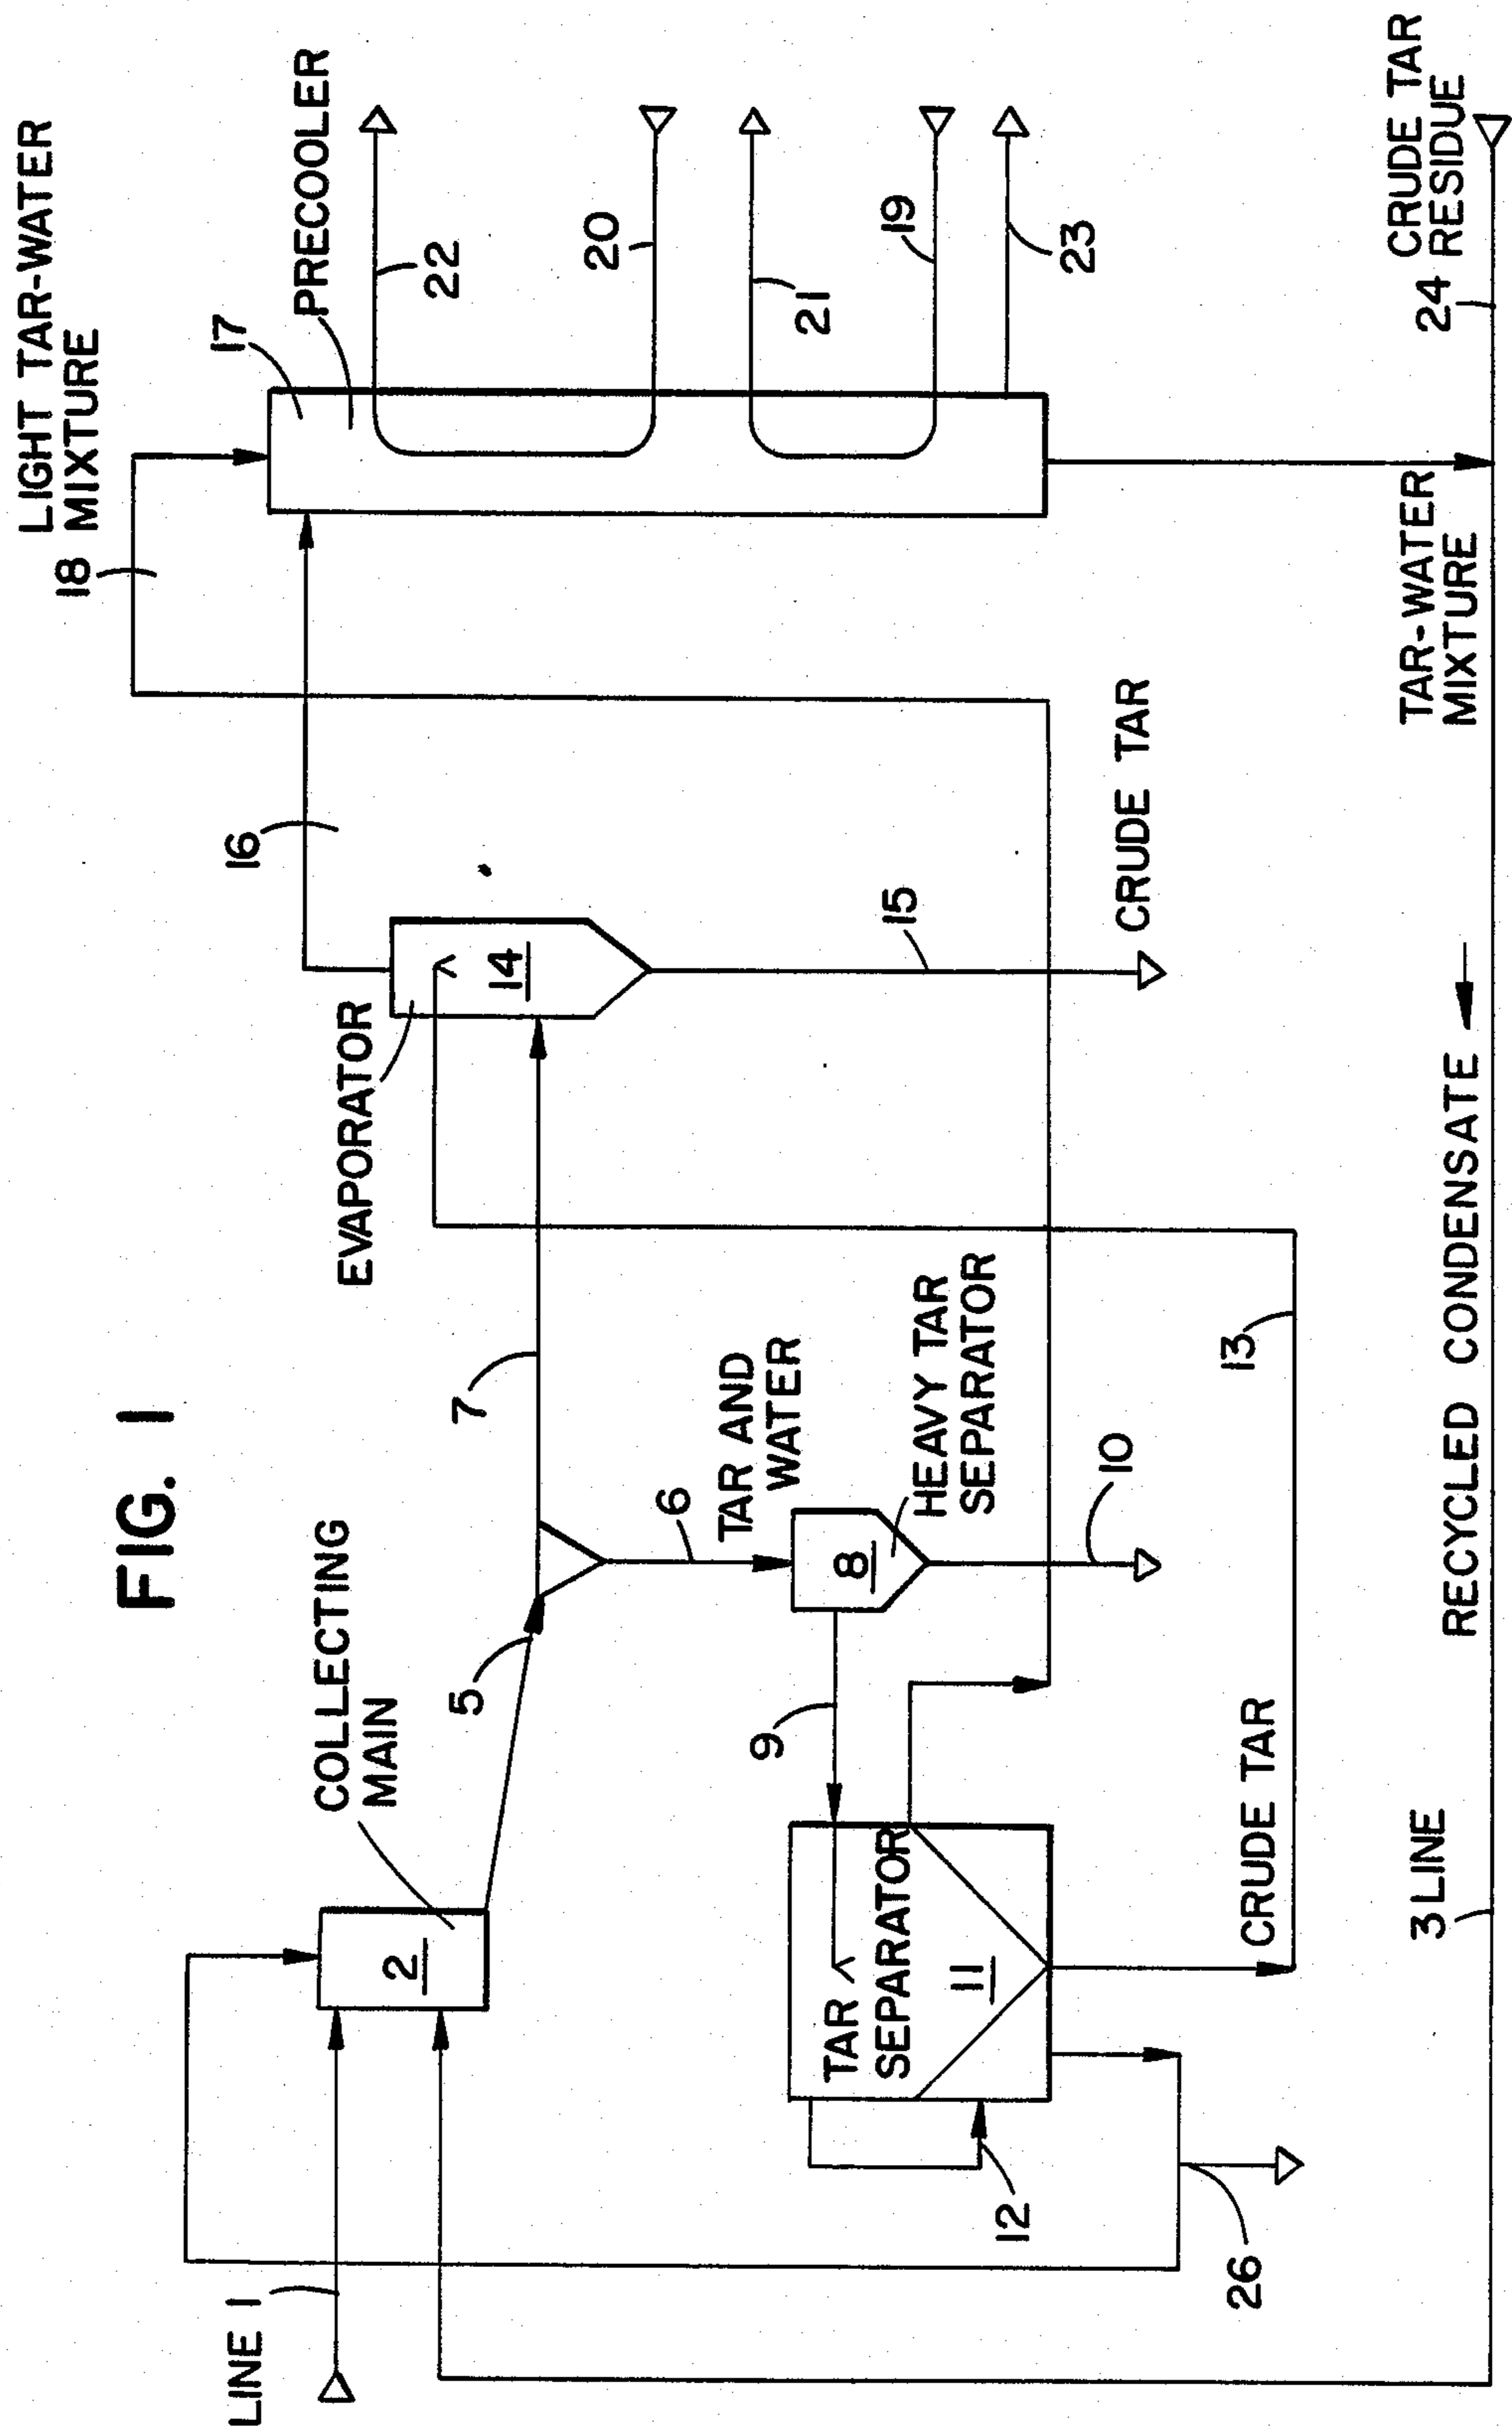 FIG. 1
LIGHT TAR-WATER
MIXTURE
18
17
PRECOOLER
22
20
21
19
23
16
EVAPORATOR
14
15
CRUDE TAR
7
COLLECTING
MAIN
2
5
LINE 1
6
TAR AND
WATER
8
HEAVY TAR
SEPARATOR
9
10
TAR
SEPARATOR
11
12
26
CRUDE TAR
13
3 LINE
RECYCLED CONDENSATE
TAR-WATER
MIXTURE
24
CRUDE TAR
RESIDUE